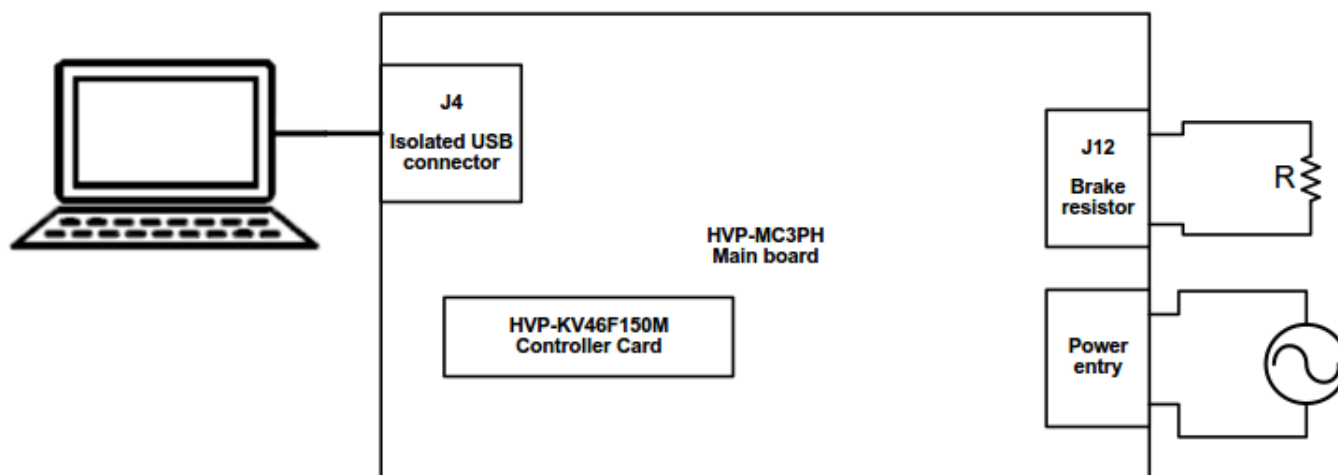 J4
Isolated USB
connector
J12
Brake
resistor
R
HVP-MC3PH
Main board
HVP-KV46F150M
Controller Card
Power
entry